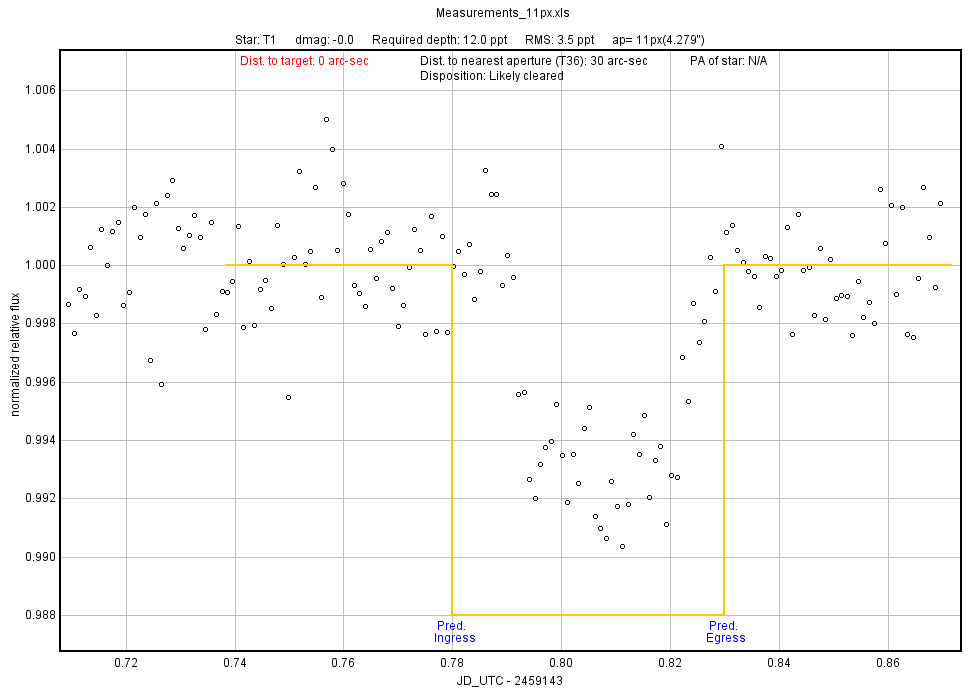 Measurements_11px.xls
Star: T1 dmag: -0.0 Required depth: 12.0 ppt RMS: 3.5 ppt ap= 11px(4.279")
Dist. to target: 0 arc-sec Dist. to nearest aperture (T36): 30 arc-sec PA of star: N/A
Disposition: Likely cleared
1.006
1.004
1.002
1.000
0.998
0.996
0.994
0.992
0.990
0.988
normalized relative flux
Pred. Ingress
Pred. Egress
0.72 0.74 0.76 0.78 0.80 0.82 0.84 0.86
JD_UTC - 2459143